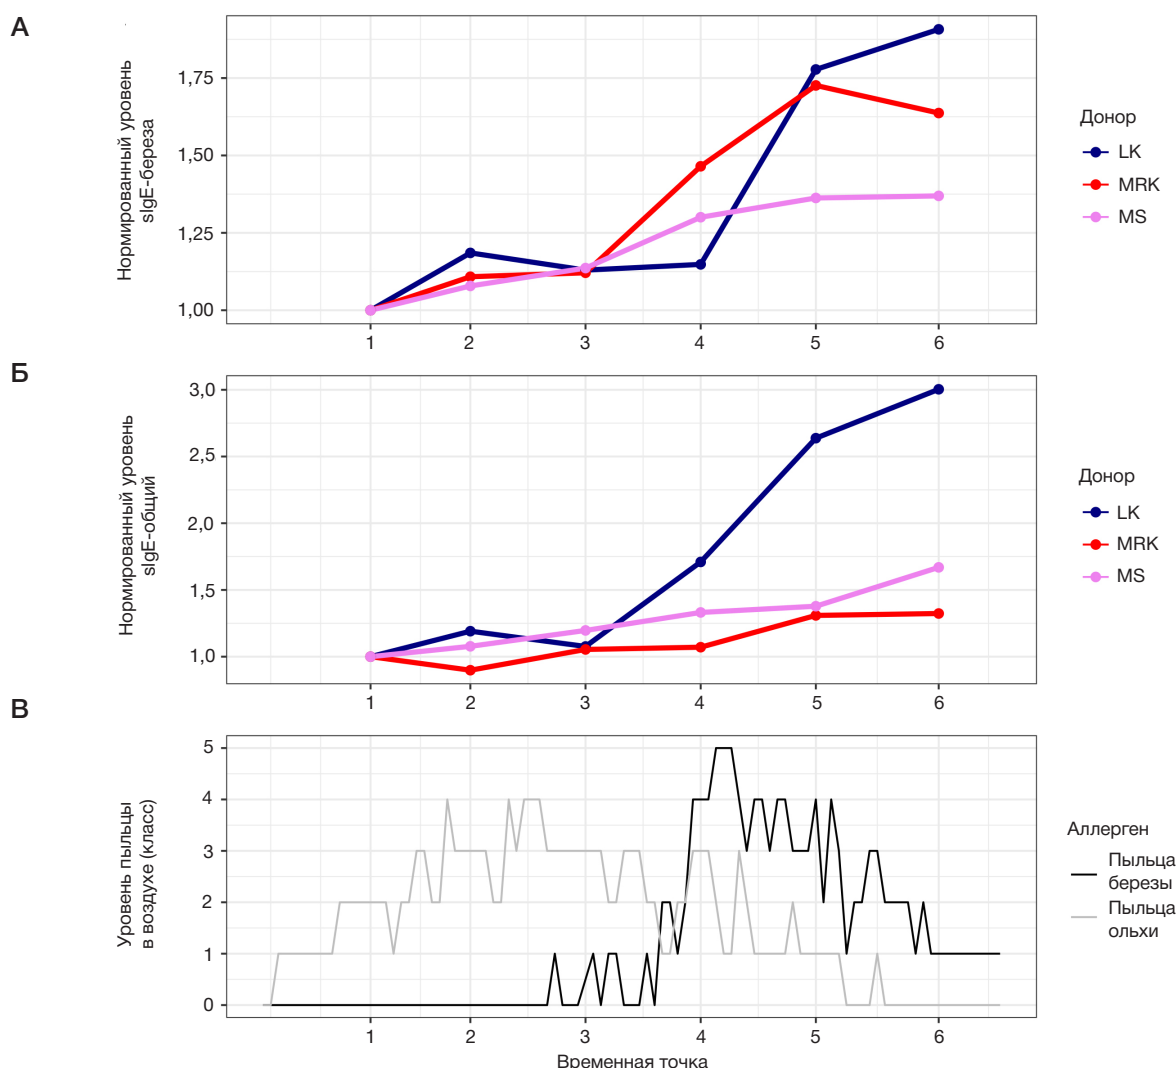 А
Нормированный уровень
sIgE-береза
1,75
1,50
1,25
1,00
1 2 3 4 5 6
Донор
LK
MRK
MS
Б
Нормированный уровень
sIgE-общий
3,0
2,5
2,0
1,5
1,0
1 2 3 4 5 6
Донор
LK
MRK
MS
В
Уровень пыльцы
в воздухе (класс)
5
4
3
2
1
0
1 2 3 4 5 6
Временная точка
Аллерген
Пыльца
березы
Пыльца
ольхи